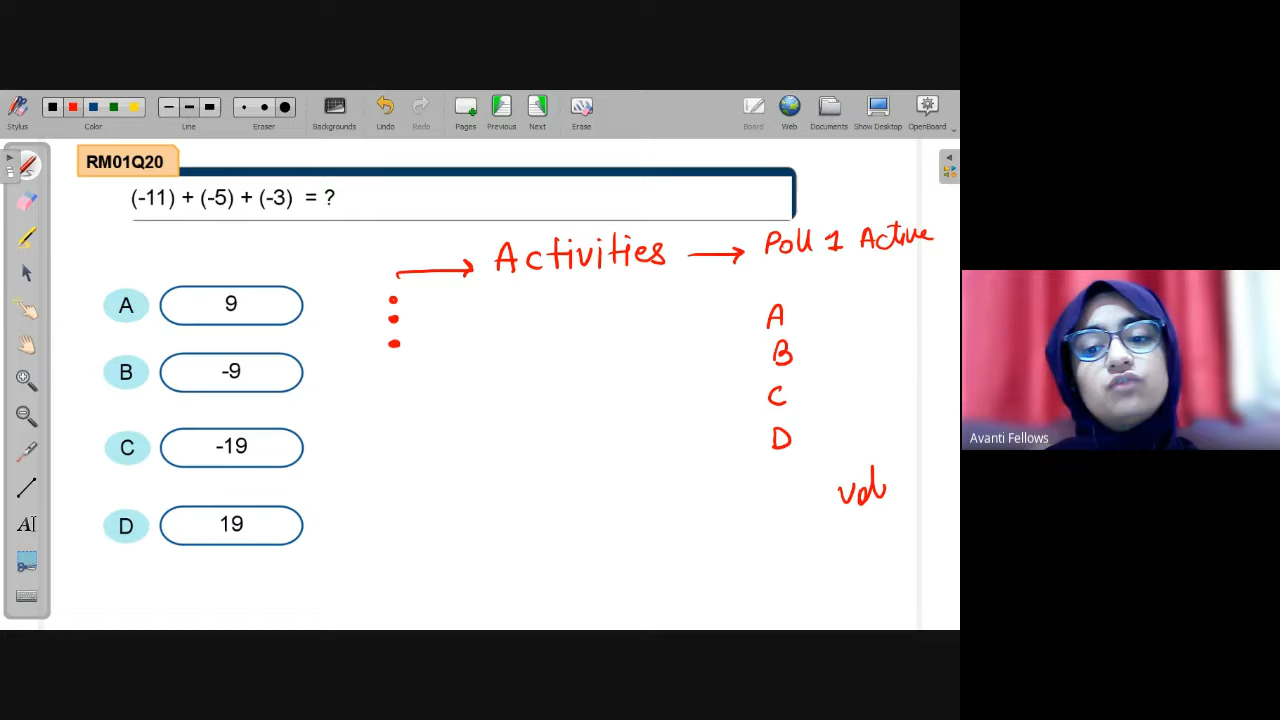 Stylus
Color
Line
Eraser
Backgrounds
Undo
Redo
Pages
Previous
Next
Erase
Board
Web
Documents
Show Desktop
OpenBoard
RM01Q20
(-11) + (-5) + (-3) = ?
Activities → Poll 1 Active
A 9
B -9
C -19
D 19
A
B
C
D
Avanti Fellows